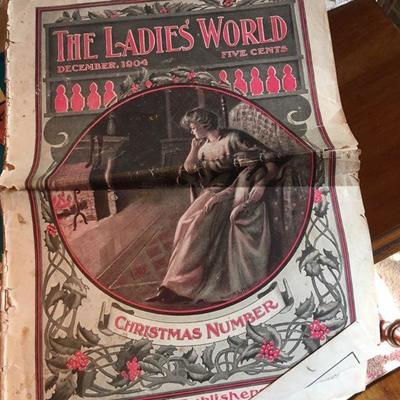 THE LADIES' WORLD
DECEMBER, 1904
FIVE CENTS
CHRISTMAS NUMBER